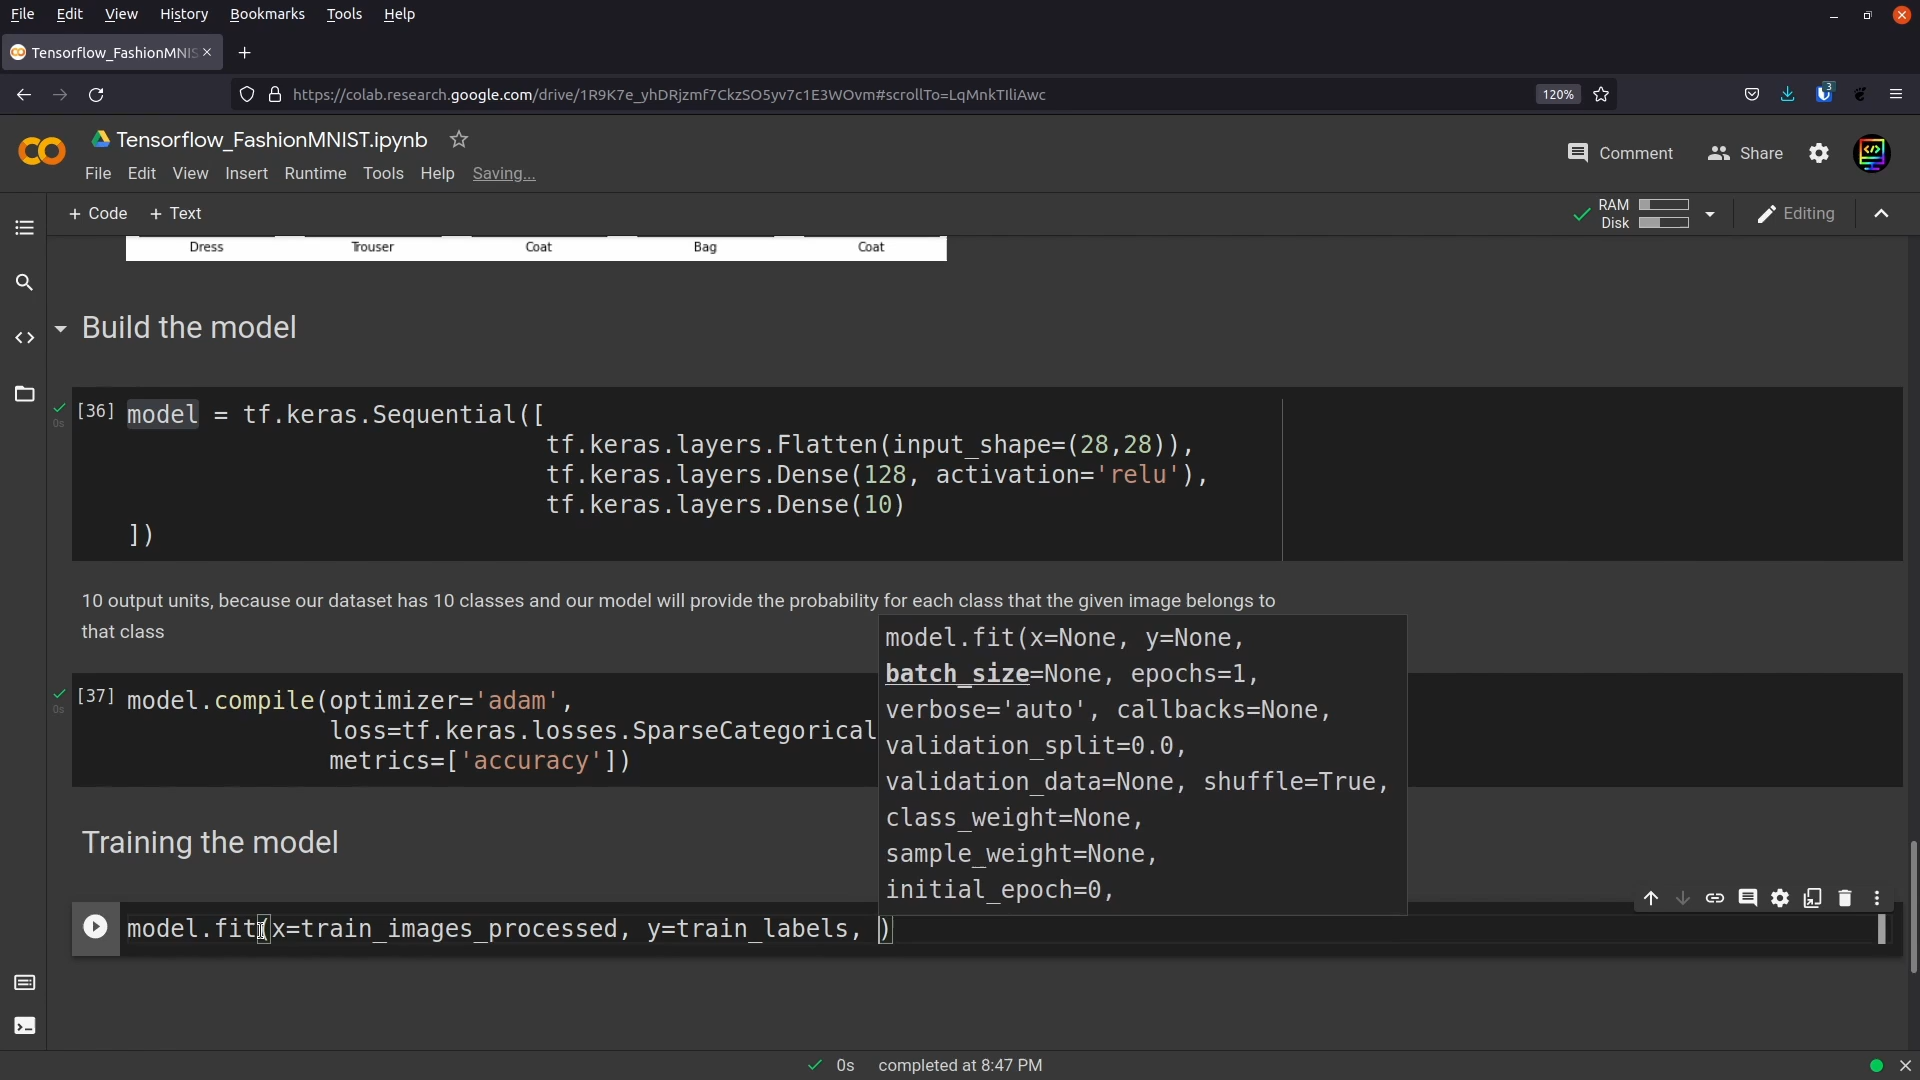 File Edit View History Bookmarks Tools Help
Tensorflow_FashionMNIS
https://colab.research.google.com/drive/1R9K7e_yhDRjzmf7CkzSO5yv7c1E3WOvm#scrollTo=LqMnkTIliAwc
120%
3
Tensorflow_FashionMNIST.ipynb
Comment Share
File Edit View Insert Runtime Tools Help Saving...
+ Code + Text
RAM
Disk
Editing
Dress Trouser Coat Bag Coat
Build the model
[36] model = tf.keras.Sequential([
0s
tf.keras.layers.Flatten(input_shape=(28,28)),
tf.keras.layers.Dense(128, activation='relu'),
tf.keras.layers.Dense(10)
])
10 output units, because our dataset has 10 classes and our model will provide the probability for each class that the given image belongs to
that class
[37] model.compile(optimizer='adam',
0s
loss=tf.keras.losses.SparseCategorical
metrics=['accuracy'])
model.fit(x=None, y=None,
batch_size=None, epochs=1,
verbose='auto', callbacks=None,
validation_split=0.0,
validation_data=None, shuffle=True,
class_weight=None,
sample_weight=None,
initial_epoch=0,
Training the model
model.fit(x=train_images_processed, y=train_labels, )
0s completed at 8:47 PM